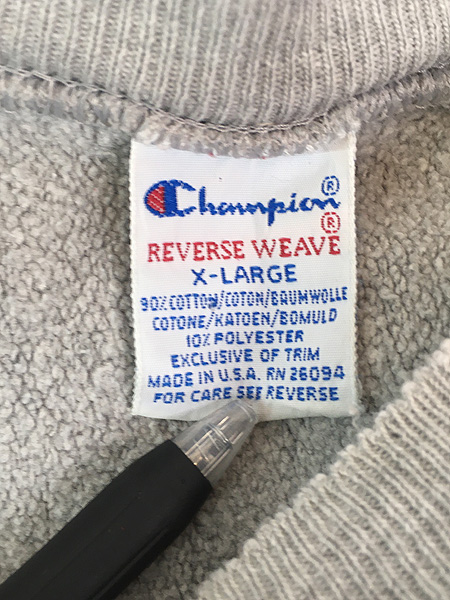 Champion®
®
REVERSE WEAVE
X-LARGE
90% COTTON/COTON/BAUMWOLLE
COTONE/KATOEN/BOMULD
10% POLYESTER
EXCLUSIVE OF TRIM
MADE IN U.S.A. RN 26094
FOR CARE SEE REVERSE